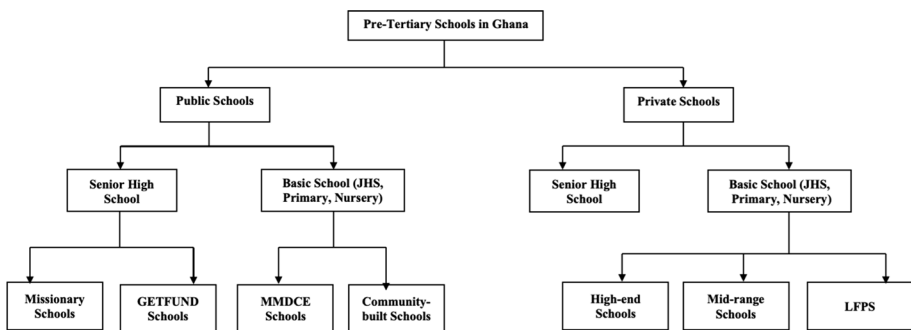 Pre-Tertiary Schools in Ghana
Public Schools
Private Schools
Senior High
School
Basic School (JHS,
Primary, Nursery)
Senior High
School
Basic School (JHS,
Primary, Nursery)
Missionary
Schools
GETFUND
Schools
MMDCE
Schools
Community-
built Schools
High-end
Schools
Mid-range
Schools
LFPS